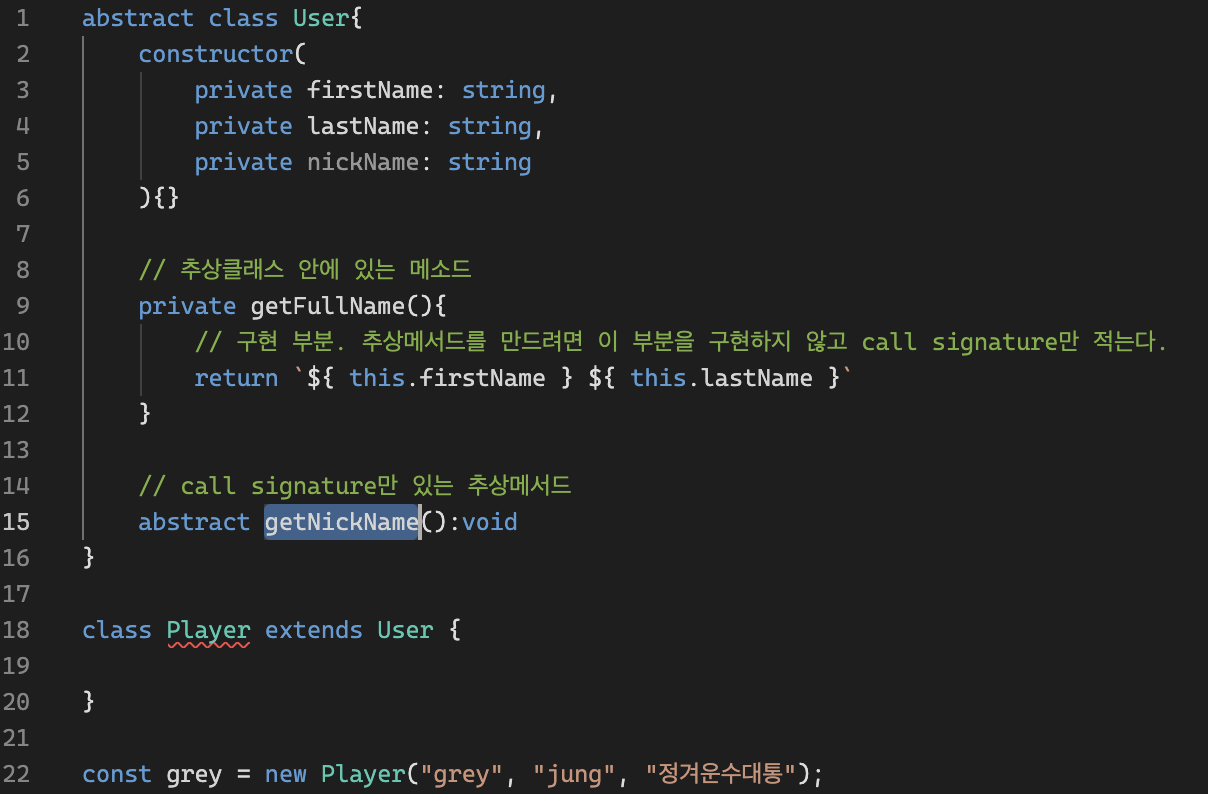 1 abstract class User{
2 constructor(
3 private firstName: string,
4 private lastName: string,
5 private nickName: string
6 ){}
7
8 // 추상클래스 안에 있는 메소드
9 private getFullName(){
10 // 구현 부분. 추상메서드를 만드려면 이 부분을 구현하지 않고 call signature만 적는다.
11 return `${ this.firstName } ${ this.lastName }`
12 }
13
14 // call signature만 있는 추상메서드
15 abstract getNickName():void
16 }
17
18 class Player extends User {
19
20 }
21
22 const grey = new Player("grey", "jung", "정겨운수대통");